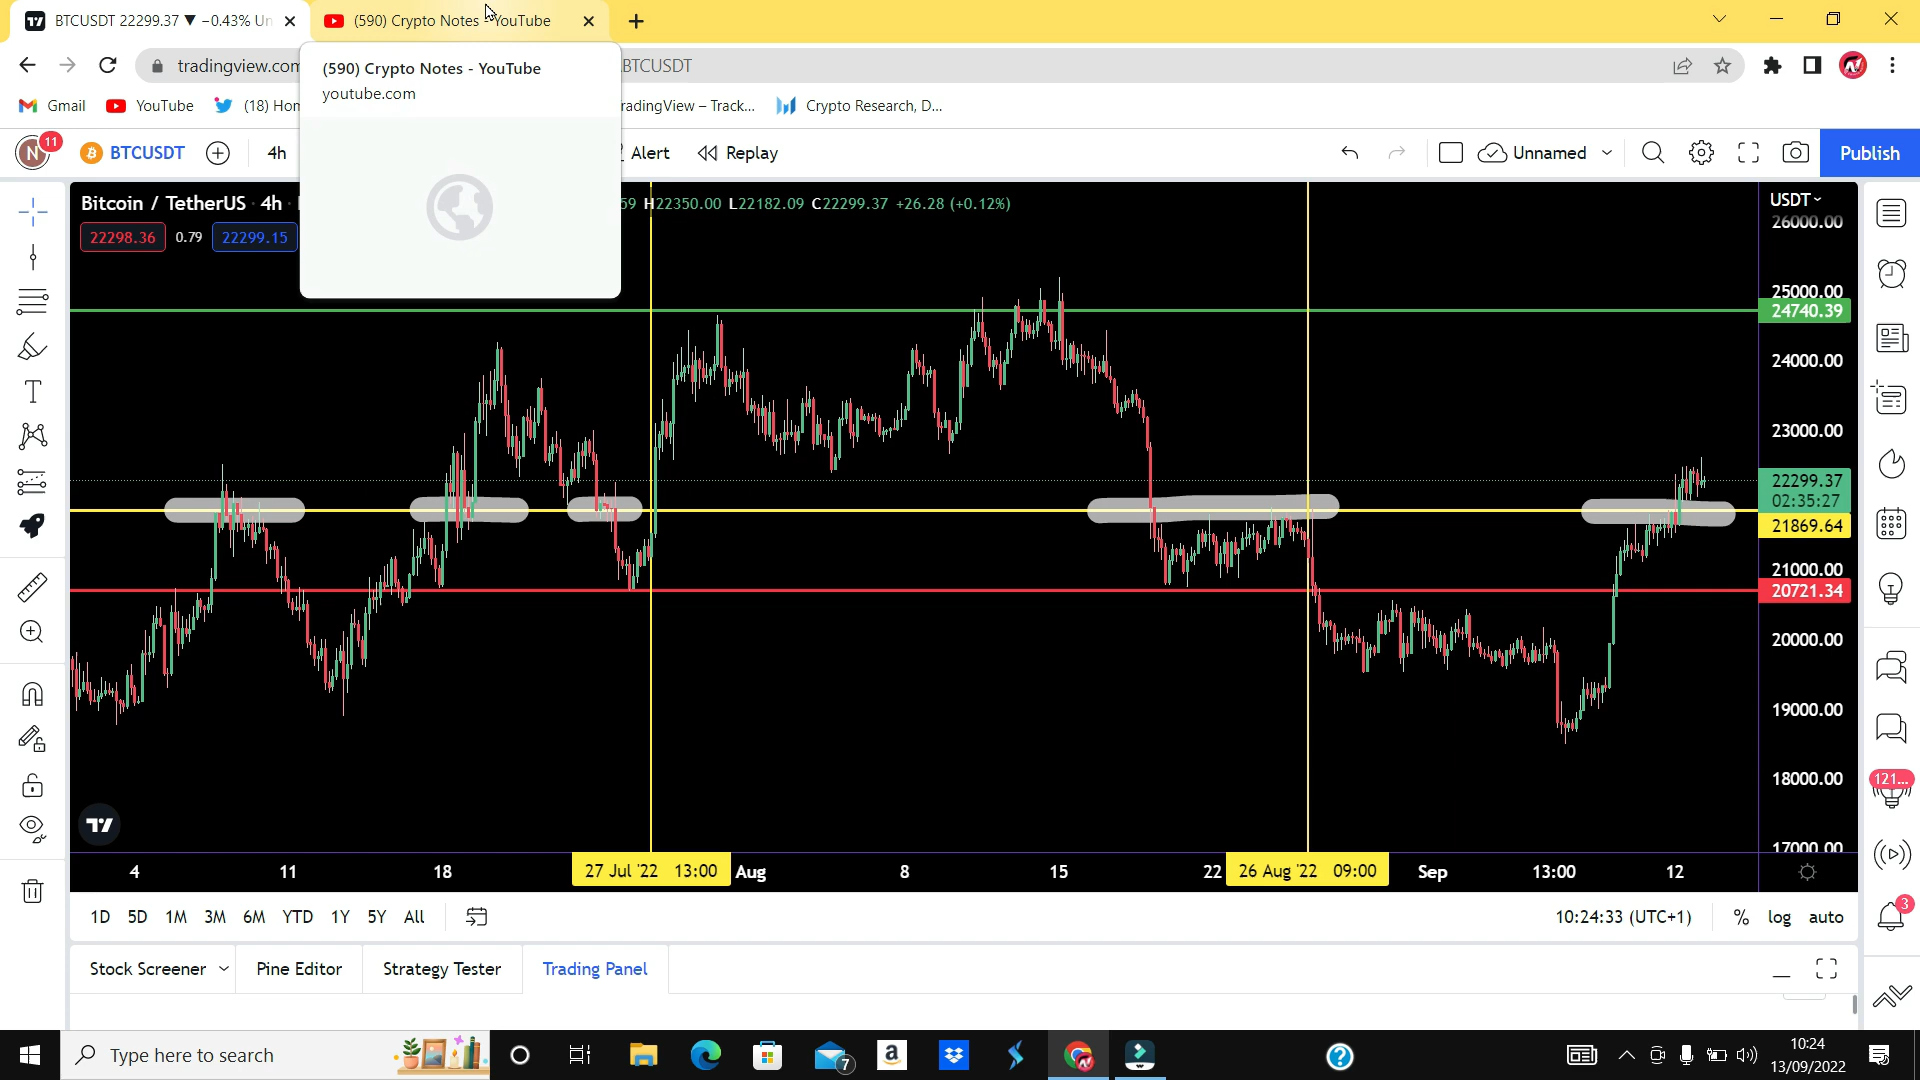 BTCUSDT 22299.37 ▼ −0.43% Un
(590) Crypto Notes - YouTube
(590) Crypto Notes - YouTube
youtube.com
tradingview.com
BTCUSDT
Gmail
YouTube
(18) Hom
radingView – Track...
Crypto Research, D...
N
11
BTCUSDT
4h
Alert
Replay
Unnamed
Publish
Bitcoin / TetherUS · 4h ·
59 H22350.00 L22182.09 C22299.37 +26.28 (+0.12%)
22298.36
0.79
22299.15
USDT
26000.00
25000.00
24740.39
24000.00
23000.00
22299.37
02:35:27
21869.64
21000.00
20721.34
20000.00
19000.00
18000.00
17000.00
4
11
18
27 Jul '22 13:00
Aug
8
15
22
26 Aug '22 09:00
Sep
13:00
12
1D
5D
1M
3M
6M
YTD
1Y
5Y
All
10:24:33 (UTC+1)
%
log
auto
121...
3
Stock Screener
Pine Editor
Strategy Tester
Trading Panel
Type here to search
7
10:24
13/09/2022